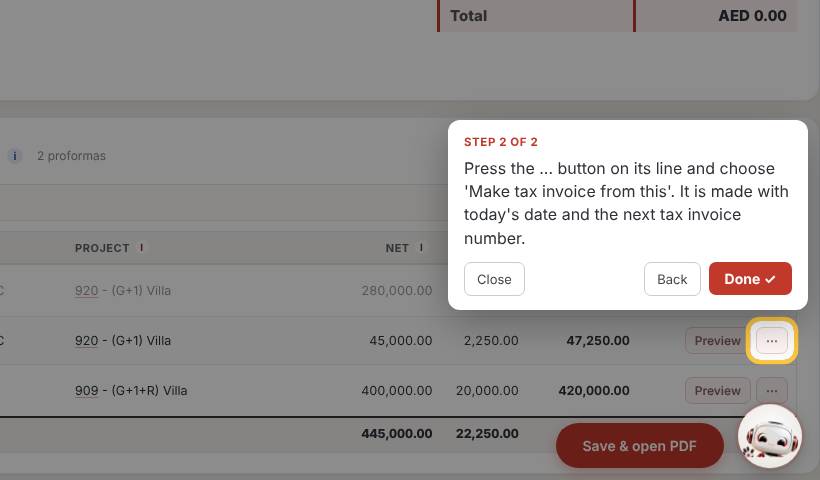 Total AED 0.00
i 2 proformas
STEP 2 OF 2
Press the ... button on its line and choose
'Make tax invoice from this'. It is made with
today's date and the next tax invoice
number.
Close Back Done ✓
PROJECT i NET i
C 920 - (G+1) Villa 280,000.00
C 920 - (G+1) Villa 45,000.00 2,250.00 47,250.00 Preview ...
909 - (G+1+R) Villa 400,000.00 20,000.00 420,000.00 Preview ...
445,000.00 22,250.00
Save & open PDF